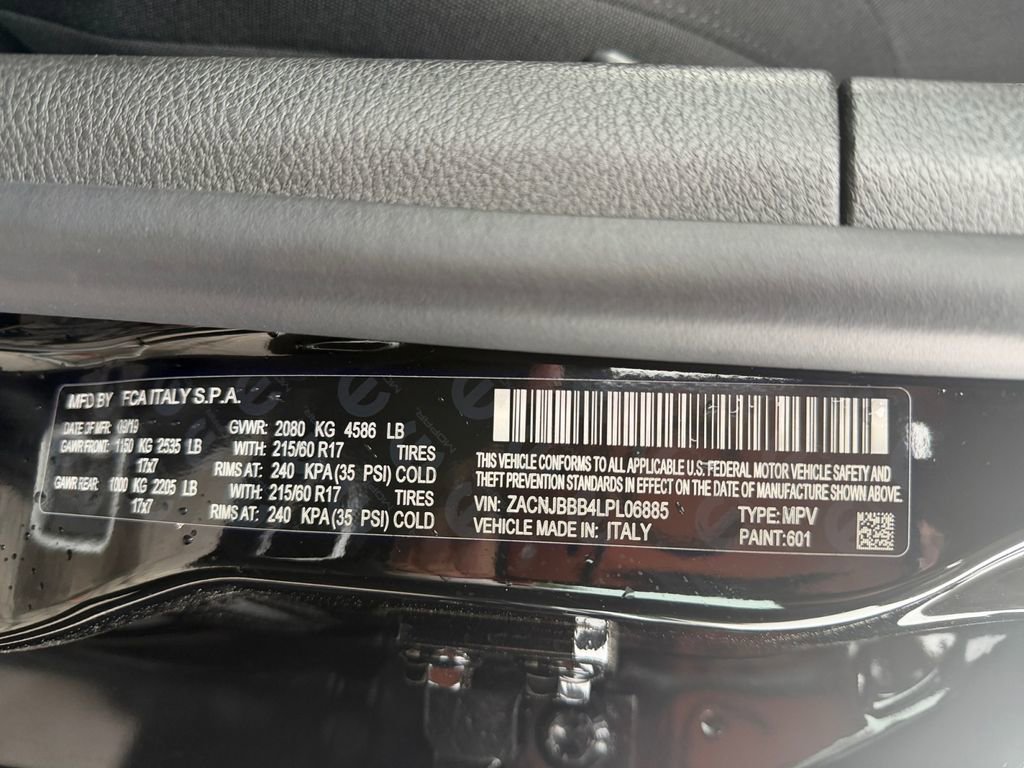 MFD BY FCA ITALY S.P.A.
DATE OF MFR: 09/19 GVWR: 2080 KG 4586 LB
GAWR FRONT: 1150 KG 2535 LB WITH: 215/60 R17 TIRES
17x7 RIMS AT: 240 KPA(35 PSI) COLD
GAWR REAR: 1000 KG 2205 LB WITH: 215/60 R17 TIRES
17x7 RIMS AT: 240 KPA(35 PSI) COLD.
THIS VEHICLE CONFORMS TO ALL APPLICABLE U.S. FEDERAL MOTOR VEHICLE SAFETY AND
THEFT PREVENTION STANDARDS IN EFFECT ON THE DATE OF MANUFACTURE SHOWN ABOVE.
VIN: ZACNJBBB4LPL06885 TYPE: MPV
VEHICLE MADE IN: ITALY PAINT:601